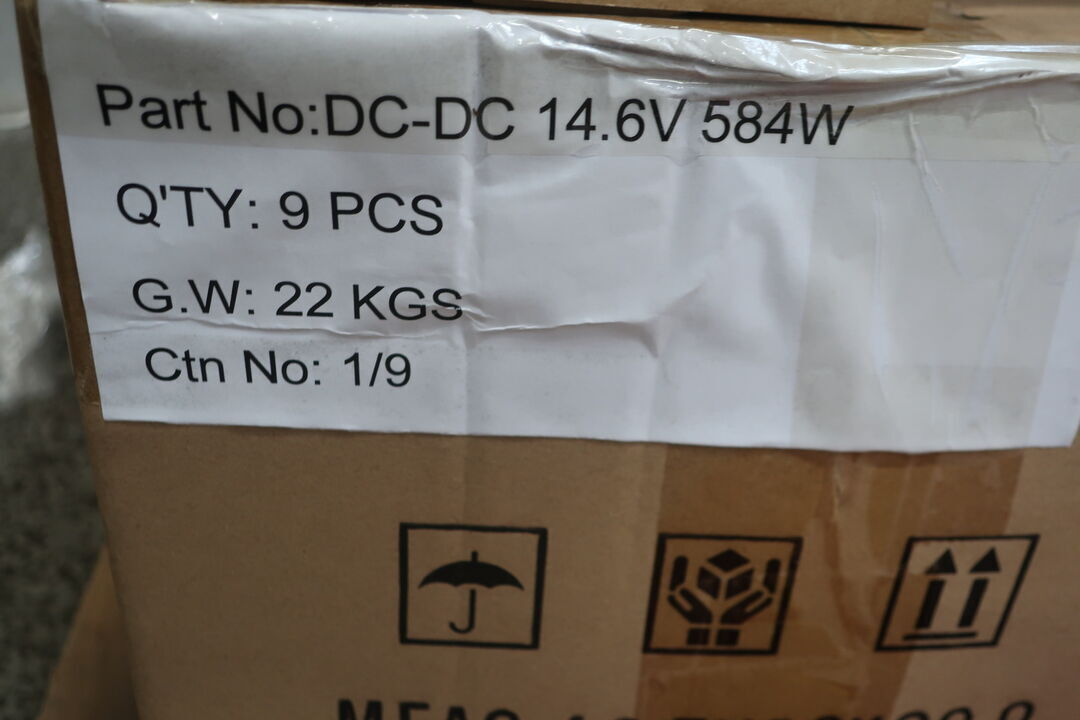 Part No:DC-DC 14.6V 584W
Q'TY: 9 PCS
G.W: 22 KGS
Ctn No: 1/9